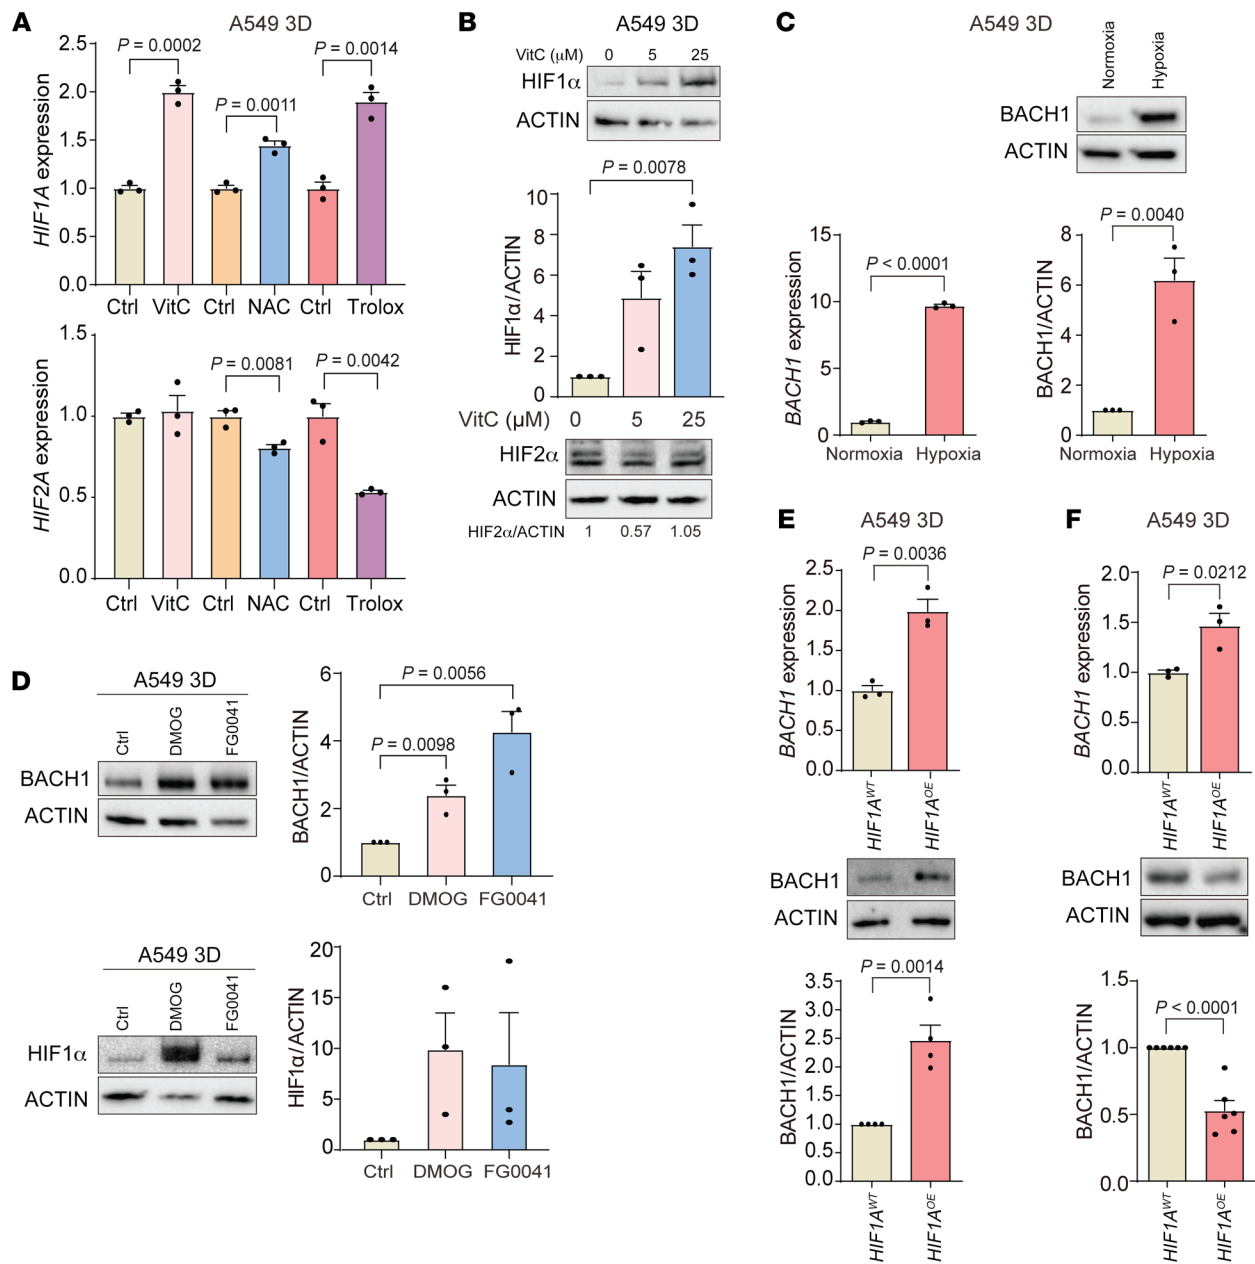 A
A549 3D
HIF1A expression
2.5
2.0
1.5
1.0
0.5
0.0
P = 0.0002
P = 0.0011
P = 0.0014
Ctrl VitC Ctrl NAC Ctrl Trolox
HIF2A expression
1.5
1.0
0.5
0.0
P = 0.0081
P = 0.0042
Ctrl VitC Ctrl NAC Ctrl Trolox
B
A549 3D
VitC (μM) 0 5 25
HIF1α
ACTIN
HIF1α/ACTIN
10
8
6
4
2
0
P = 0.0078
VitC (μM) 0 5 25
HIF2α
ACTIN
HIF2α/ACTIN 1 0.57 1.05
C
A549 3D
Normoxia
Hypoxia
BACH1
ACTIN
BACH1 expression
15
10
5
0
P < 0.0001
Normoxia Hypoxia
BACH1/ACTIN
8
6
4
2
0
P = 0.0040
Normoxia Hypoxia
D
A549 3D
Ctrl
DMOG
FG0041
BACH1
ACTIN
BACH1/ACTIN
6
4
2
0
P = 0.0056
P = 0.0098
Ctrl DMOG FG0041
A549 3D
Ctrl
DMOG
FG0041
HIF1α
ACTIN
HIF1α/ACTIN
20
15
10
5
0
Ctrl DMOG FG0041
E
A549 3D
BACH1 expression
2.5
2.0
1.5
1.0
0.5
0.0
P = 0.0036
HIF1A^WT
HIF1A^OE
BACH1
ACTIN
BACH1/ACTIN
3.5
3.0
2.5
2.0
1.5
1.0
0.5
0.0
P = 0.0014
HIF1A^WT
HIF1A^OE
F
A549 3D
BACH1 expression
2.0
1.5
1.0
0.5
0.0
P = 0.0212
HIF1A^WT
HIF1A^OE
BACH1
ACTIN
BACH1/ACTIN
1.5
1.0
0.5
0.0
P < 0.0001
HIF1A^WT
HIF1A^OE